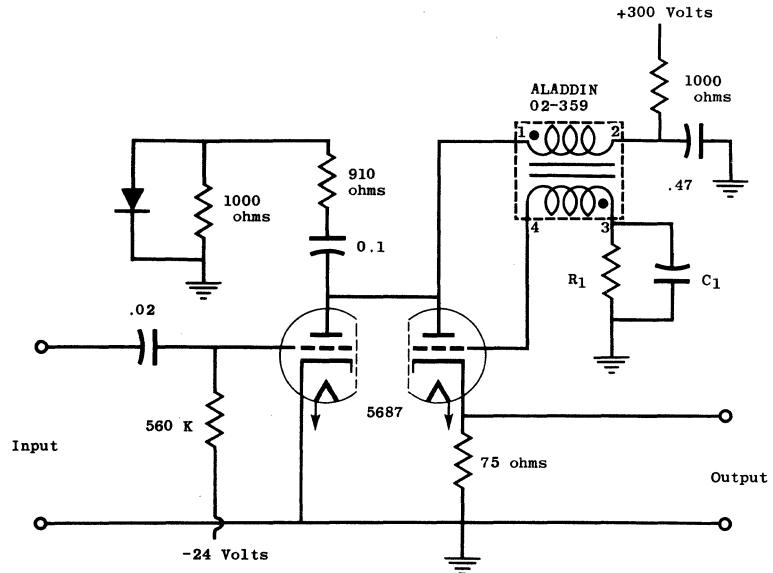 +300 Volts
ALADDIN
02-359
1000
ohms
1
2
910
ohms
1000
ohms
.47
4
3
0.1
R1
C1
.02
5687
560 K
Input
75 ohms
Output
-24 Volts